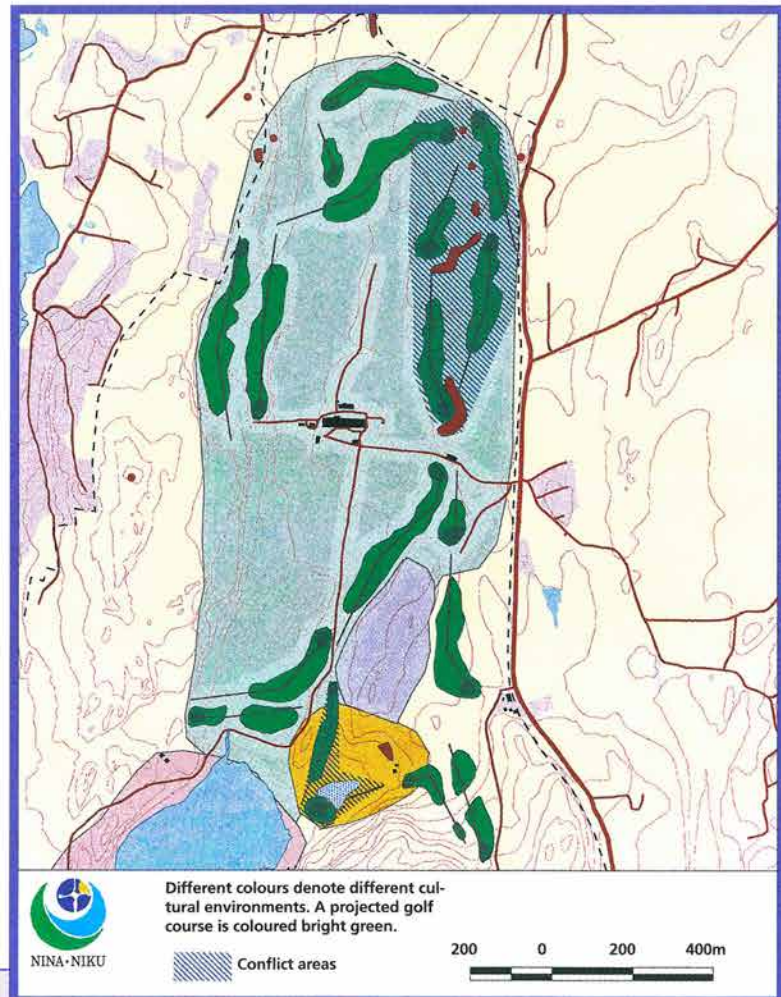 Different colours denote different cul-
tural environments. A projected golf
course is coloured bright green.
Conflict areas
NINA•NIKU
200 0 200 400m